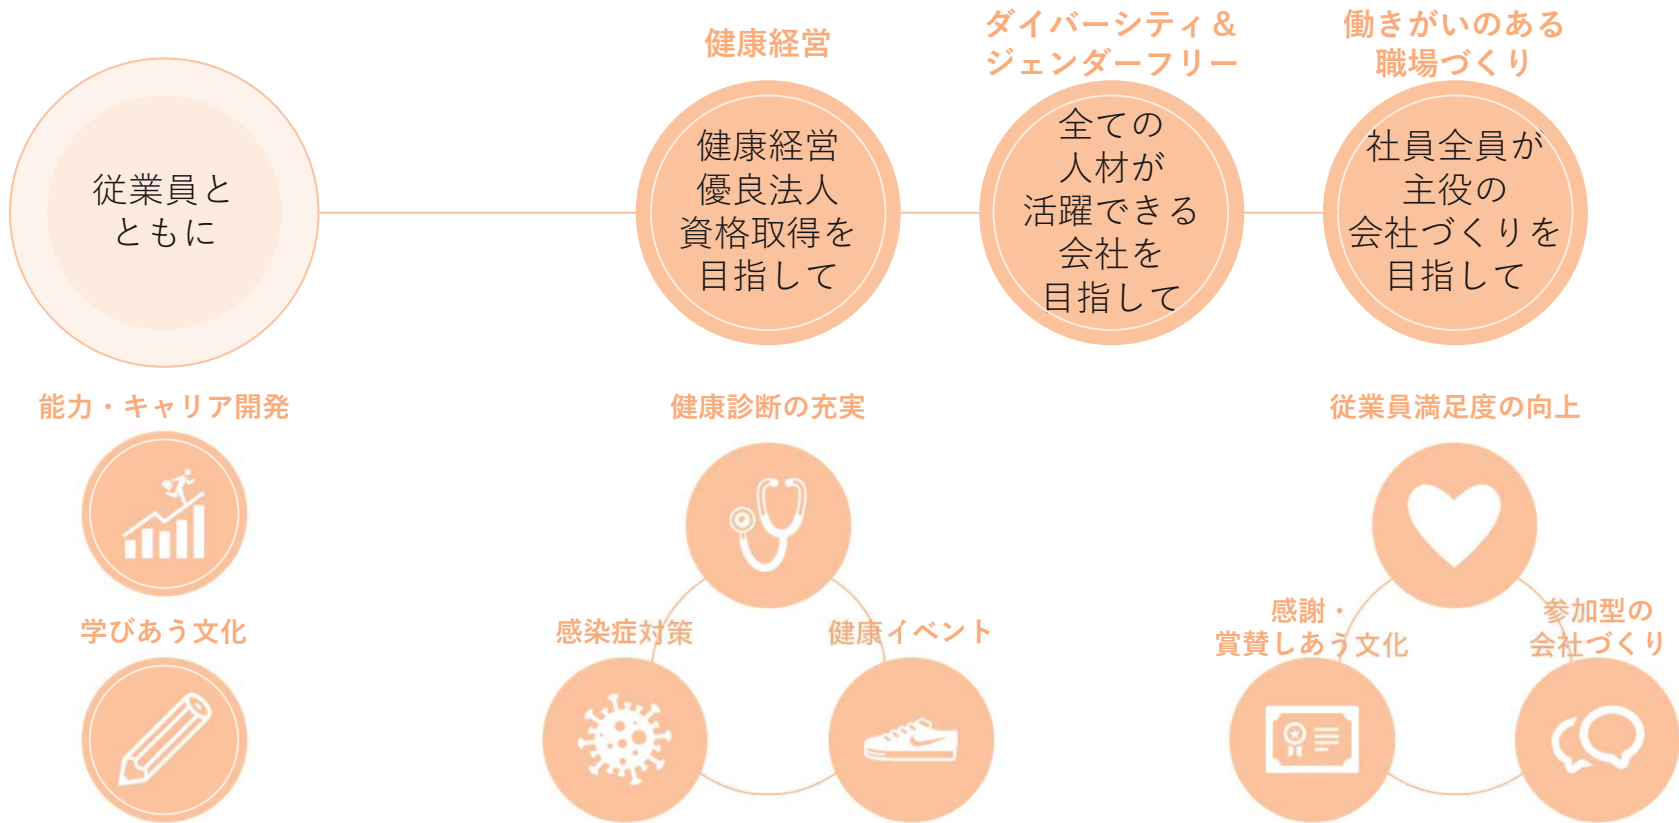 健康経営
ダイバーシティ＆
ジェンダーフリー
働きがいのある
職場づくり
従業員と
ともに
健康経営
優良法人
資格取得を
目指して
全ての
人材が
活躍できる
会社を
目指して
社員全員が
主役の
会社づくりを
目指して
能力・キャリア開発
健康診断の充実
従業員満足度の向上
学びあう文化
感染症対策
健康イベント
感謝・
賞賛しあう文化
参加型の
会社づくり